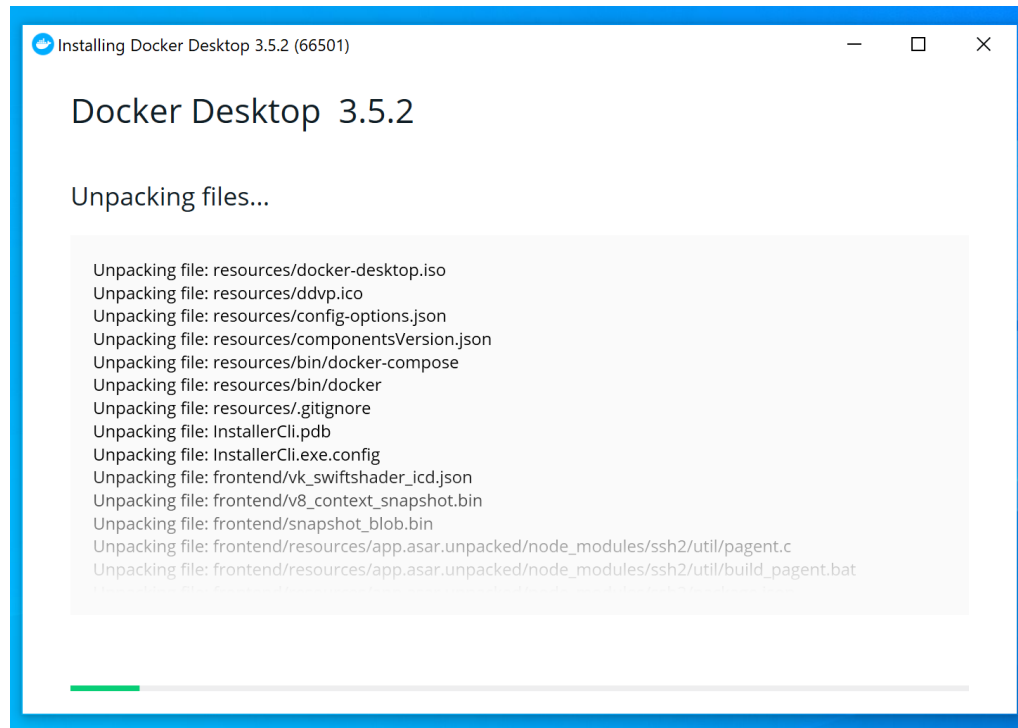 Installing Docker Desktop 3.5.2 (66501)
Docker Desktop 3.5.2
Unpacking files...
Unpacking file: resources/docker-desktop.iso
Unpacking file: resources/ddvp.ico
Unpacking file: resources/config-options.json
Unpacking file: resources/componentsVersion.json
Unpacking file: resources/bin/docker-compose
Unpacking file: resources/bin/docker
Unpacking file: resources/.gitignore
Unpacking file: InstallerCli.pdb
Unpacking file: InstallerCli.exe.config
Unpacking file: frontend/vk_swiftshader_icd.json
Unpacking file: frontend/v8_context_snapshot.bin
Unpacking file: frontend/snapshot_blob.bin
Unpacking file: frontend/resources/app.asar.unpacked/node_modules/ssh2/util/pagent.c
Unpacking file: frontend/resources/app.asar.unpacked/node_modules/ssh2/util/build_pagent.bat